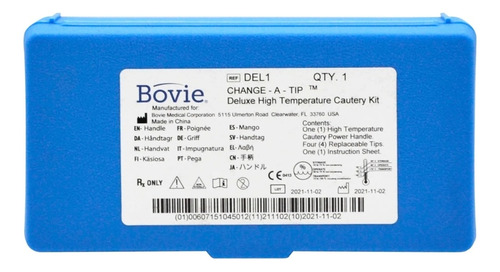 REF DEL1 QTY. 1
Bovie®
CHANGE - A - TIP ™
Deluxe High Temperature Cautery Kit
Manufactured for:
Bovie Medical Corporation 5115 Ulmerton Road, Clearwater, FL 33760 USA
Made in China
EN-Handle FR-Poignée ES-Mango
DA-Håndtag DE-Griff SV-Handtag
NL-Handvat IT-Impugnatura EL-Λαβή
FI-Käsiosa PT-Pega CN-手柄
JA-ハンドル
Contents:
One (1) High Temperature
Cautery Power Handle.
Four (4) Replaceable Tips.
One (1) Instruction Sheet.
Rx ONLY
CE 0413
LOT
2021-11-02
2021-11-02
(01)00607151045012(11)211102(10)2021-11-02